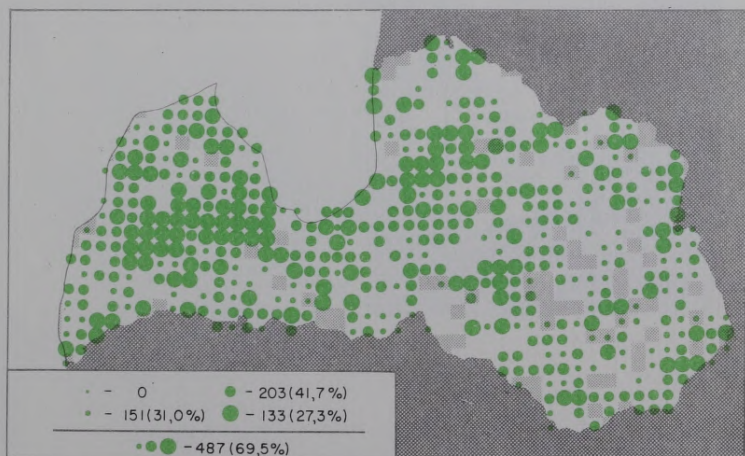 - 0 - 203(41,7%)
- 151(31,0%) - 133(27,3%)
- 487(69,5%)